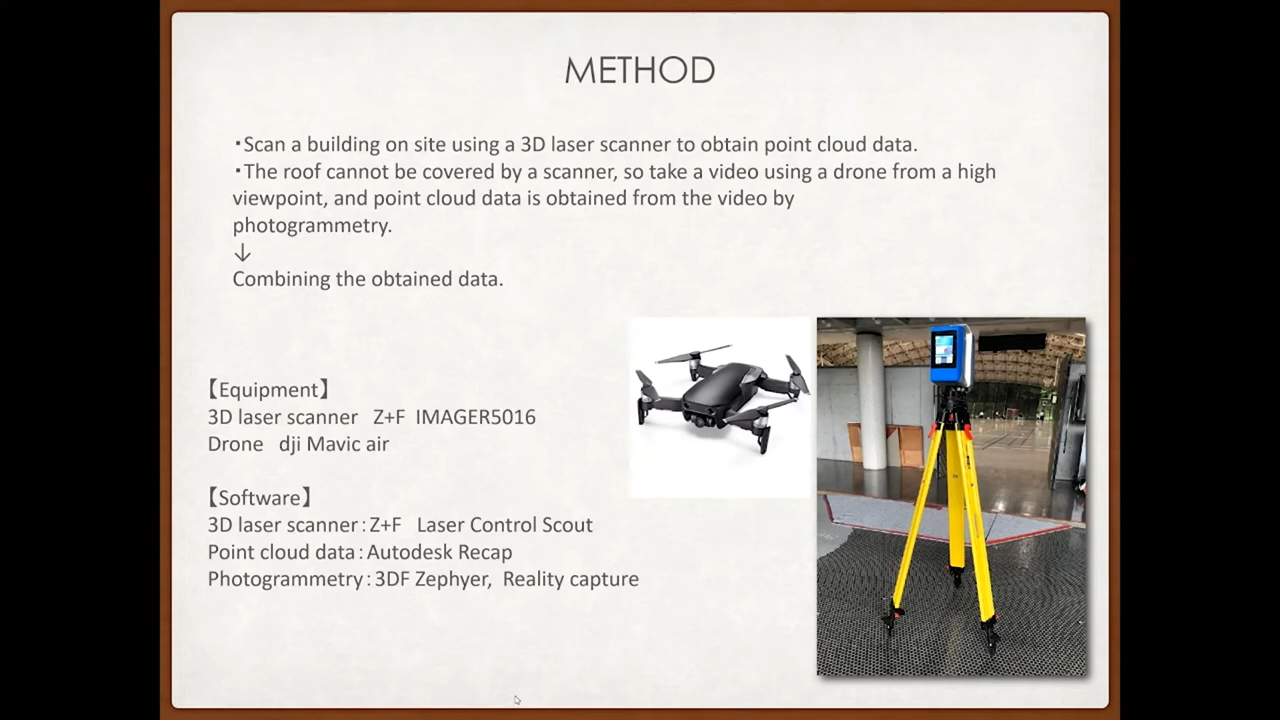 METHOD
・Scan a building on site using a 3D laser scanner to obtain point cloud data.
・The roof cannot be covered by a scanner, so take a video using a drone from a high
viewpoint, and point cloud data is obtained from the video by
photogrammetry.
↓
Combining the obtained data.
【Equipment】
3D laser scanner Z+F IMAGER5016
Drone dji Mavic air
【Software】
3D laser scanner：Z+F Laser Control Scout
Point cloud data：Autodesk Recap
Photogrammetry：3DF Zephyer, Reality capture